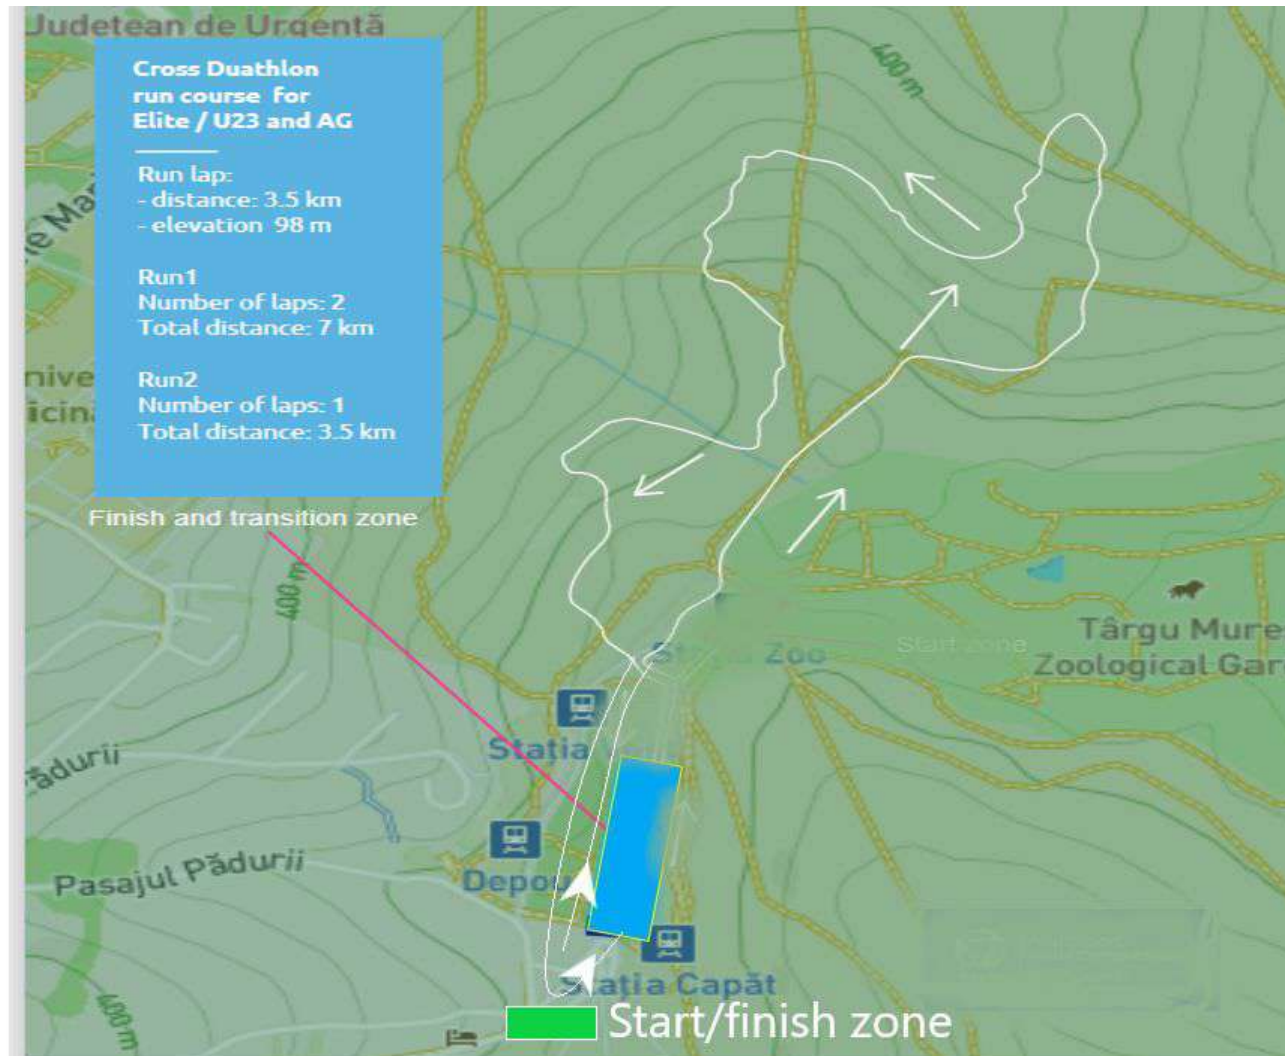 Județean de Urgență
Cross Duathlon
run course for
Elite / U23 and AG
Run lap:
- distance: 3.5 km
- elevation 98 m
Run1
Number of laps: 2
Total distance: 7 km
Run2
Number of laps: 1
Total distance: 3.5 km
400 m
Finish and transition zone
400 m
Start zone
Târgu Mure
Zoological Gar
Zoo
Stația
Pădurii
Pasajul Pădurii
Depou
Stația Capăt
400 m
Start/finish zone